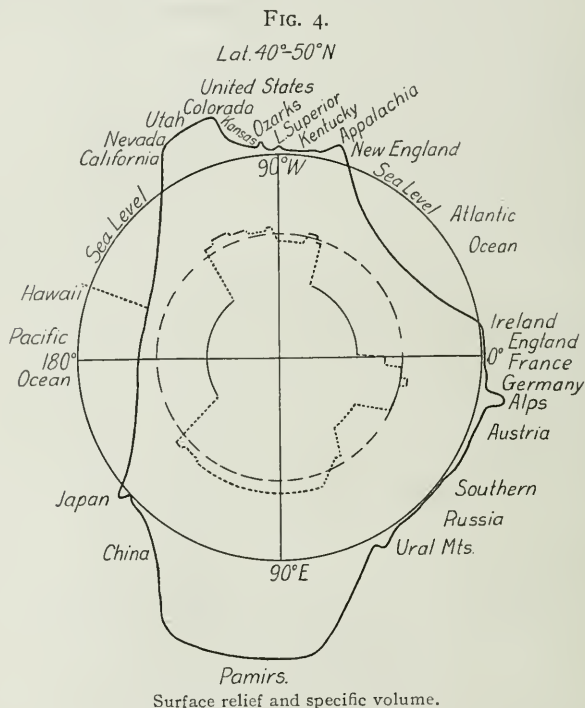 FIG. 4.
Lat. 40°-50°N
United States
Colorada
Utah
Nevada
California
Kansas
Ozarks
L. Superior
Kentucky
Appalachia
New England
90°W
Sea Level
Sea Level
Atlantic
Ocean
Hawaii
Pacific
180°
Ocean
0°
Ireland
England
France
Germany
Alps
Austria
Southern
Russia
Ural Mts.
Japan
China
90°E
Pamirs.
Surface relief and specific volume.